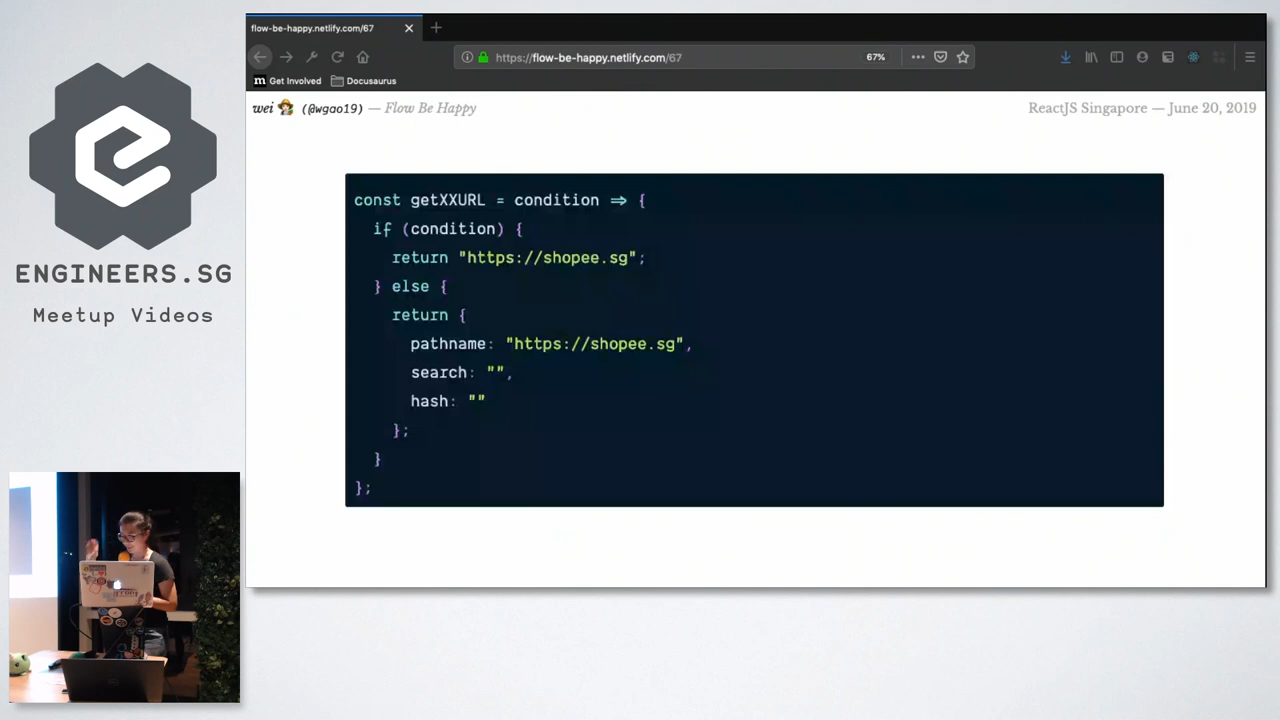 flow-be-happy.netlify.com/67
https://flow-be-happy.netlify.com/67
67%
m Get Involved
Docusaurus
wei (@wgao19) — Flow Be Happy
ReactJS Singapore — June 20, 2019
ENGINEERS.SG
Meetup Videos
const getXXURL = condition => {
if (condition) {
return "https://shopee.sg";
} else {
return {
pathname: "https://shopee.sg",
search: "",
hash: ""
};
}
};